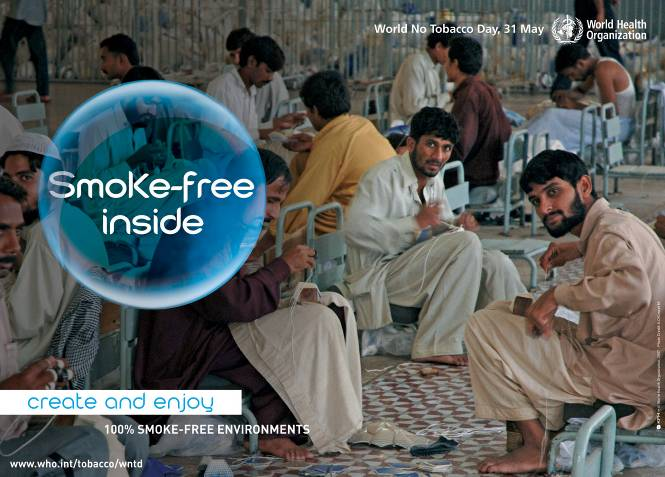 World No Tobacco Day, 31 May
World Health
Organization
Smoke-free
inside
create and enjoy
100% SMOKE-FREE ENVIRONMENTS
www.who.int/tobacco/wntd